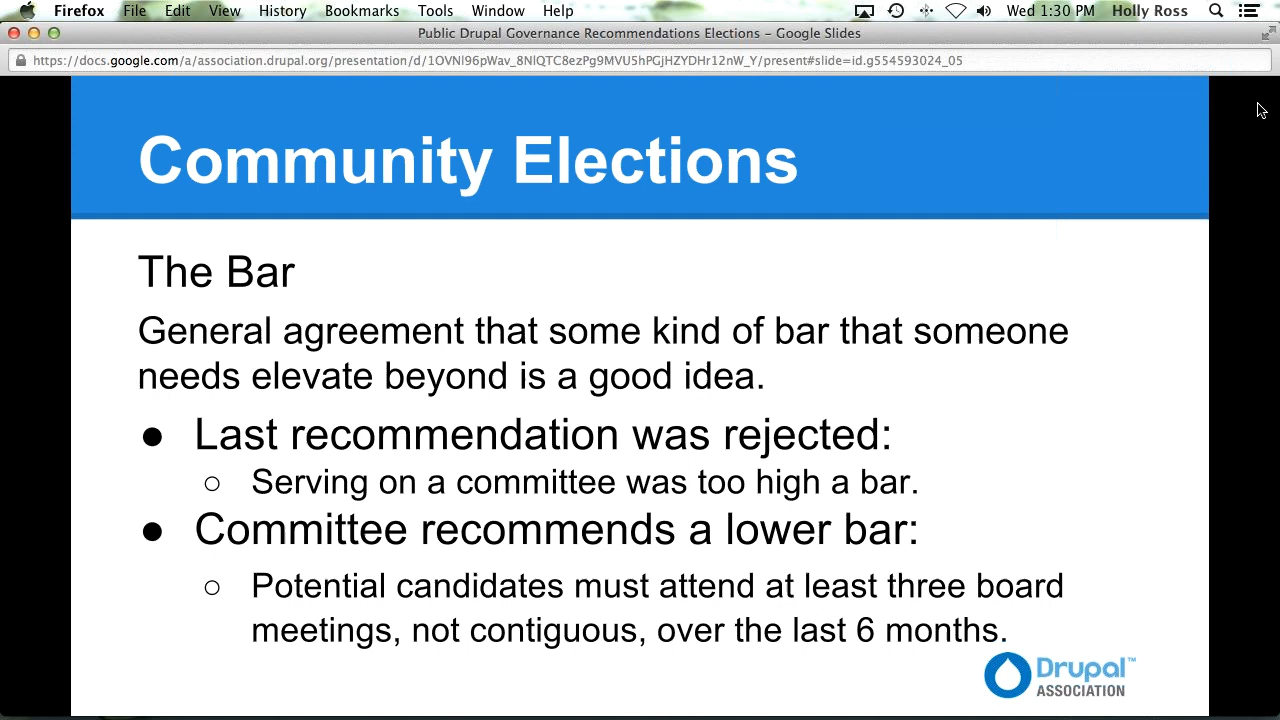 Firefox File Edit View History Bookmarks Tools Window Help Wed 1:30 PM Holly Ross
Public Drupal Governance Recommendations Elections – Google Slides
https://docs.google.com/a/association.drupal.org/presentation/d/1OVNl96pWav_8NlQTC8ezPg9MVU5hPGjHZYDHr12nW_Y/present#slide=id.g554593024_05
Community Elections
The Bar
General agreement that some kind of bar that someone
needs elevate beyond is a good idea.
● Last recommendation was rejected:
○ Serving on a committee was too high a bar.
● Committee recommends a lower bar:
○ Potential candidates must attend at least three board
meetings, not contiguous, over the last 6 months.
Drupal™
ASSOCIATION